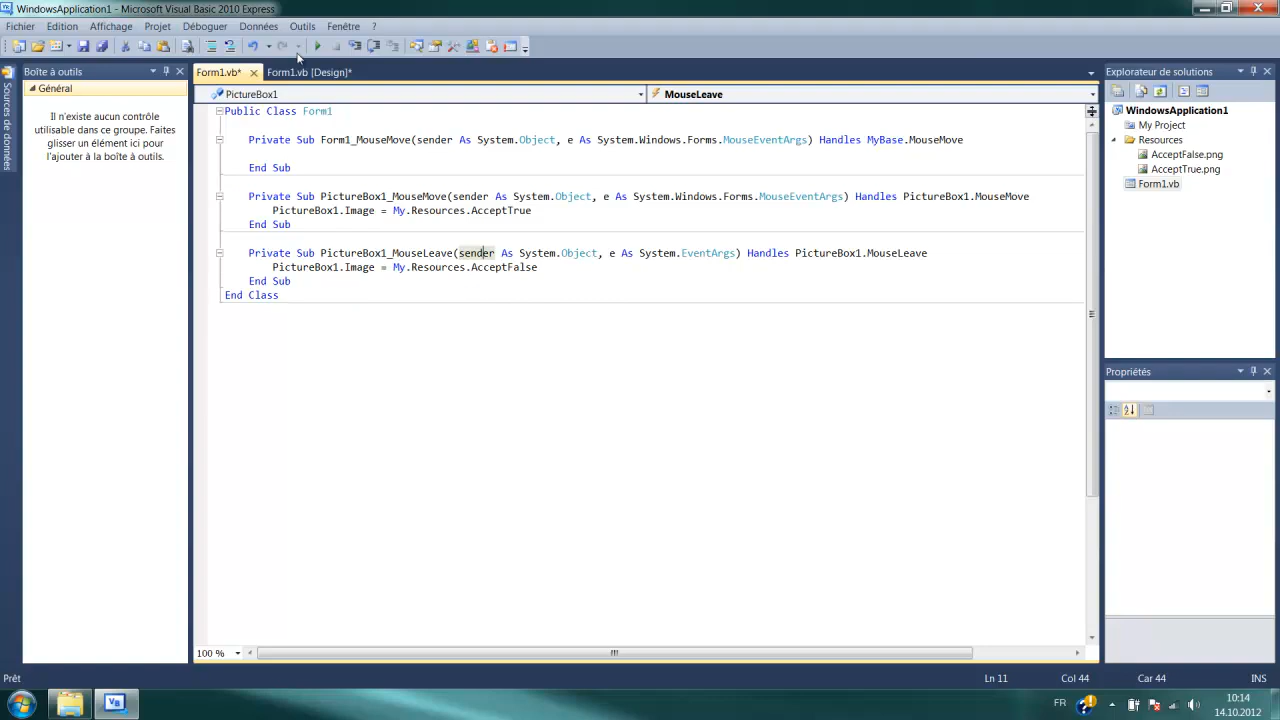 WindowsApplication1 - Microsoft Visual Basic 2010 Express
Fichier Edition Affichage Projet Déboguer Données Outils Fenêtre ?
Boîte à outils
Général
Il n'existe aucun contrôle
utilisable dans ce groupe. Faites
glisser un élément ici pour
l'ajouter à la boîte à outils.
Sources de données
Form1.vb* Form1.vb [Design]*
PictureBox1 MouseLeave
Public Class Form1
Private Sub Form1_MouseMove(sender As System.Object, e As System.Windows.Forms.MouseEventArgs) Handles MyBase.MouseMove
End Sub
Private Sub PictureBox1_MouseMove(sender As System.Object, e As System.Windows.Forms.MouseEventArgs) Handles PictureBox1.MouseMove
PictureBox1.Image = My.Resources.AcceptTrue
End Sub
Private Sub PictureBox1_MouseLeave(sender As System.Object, e As System.EventArgs) Handles PictureBox1.MouseLeave
PictureBox1.Image = My.Resources.AcceptFalse
End Sub
End Class
100 %
Explorateur de solutions
WindowsApplication1
My Project
Resources
AcceptFalse.png
AcceptTrue.png
Form1.vb
Propriétés
Prêt Ln 11 Col 44 Car 44 INS
VB
FR
10:14
14.10.2012